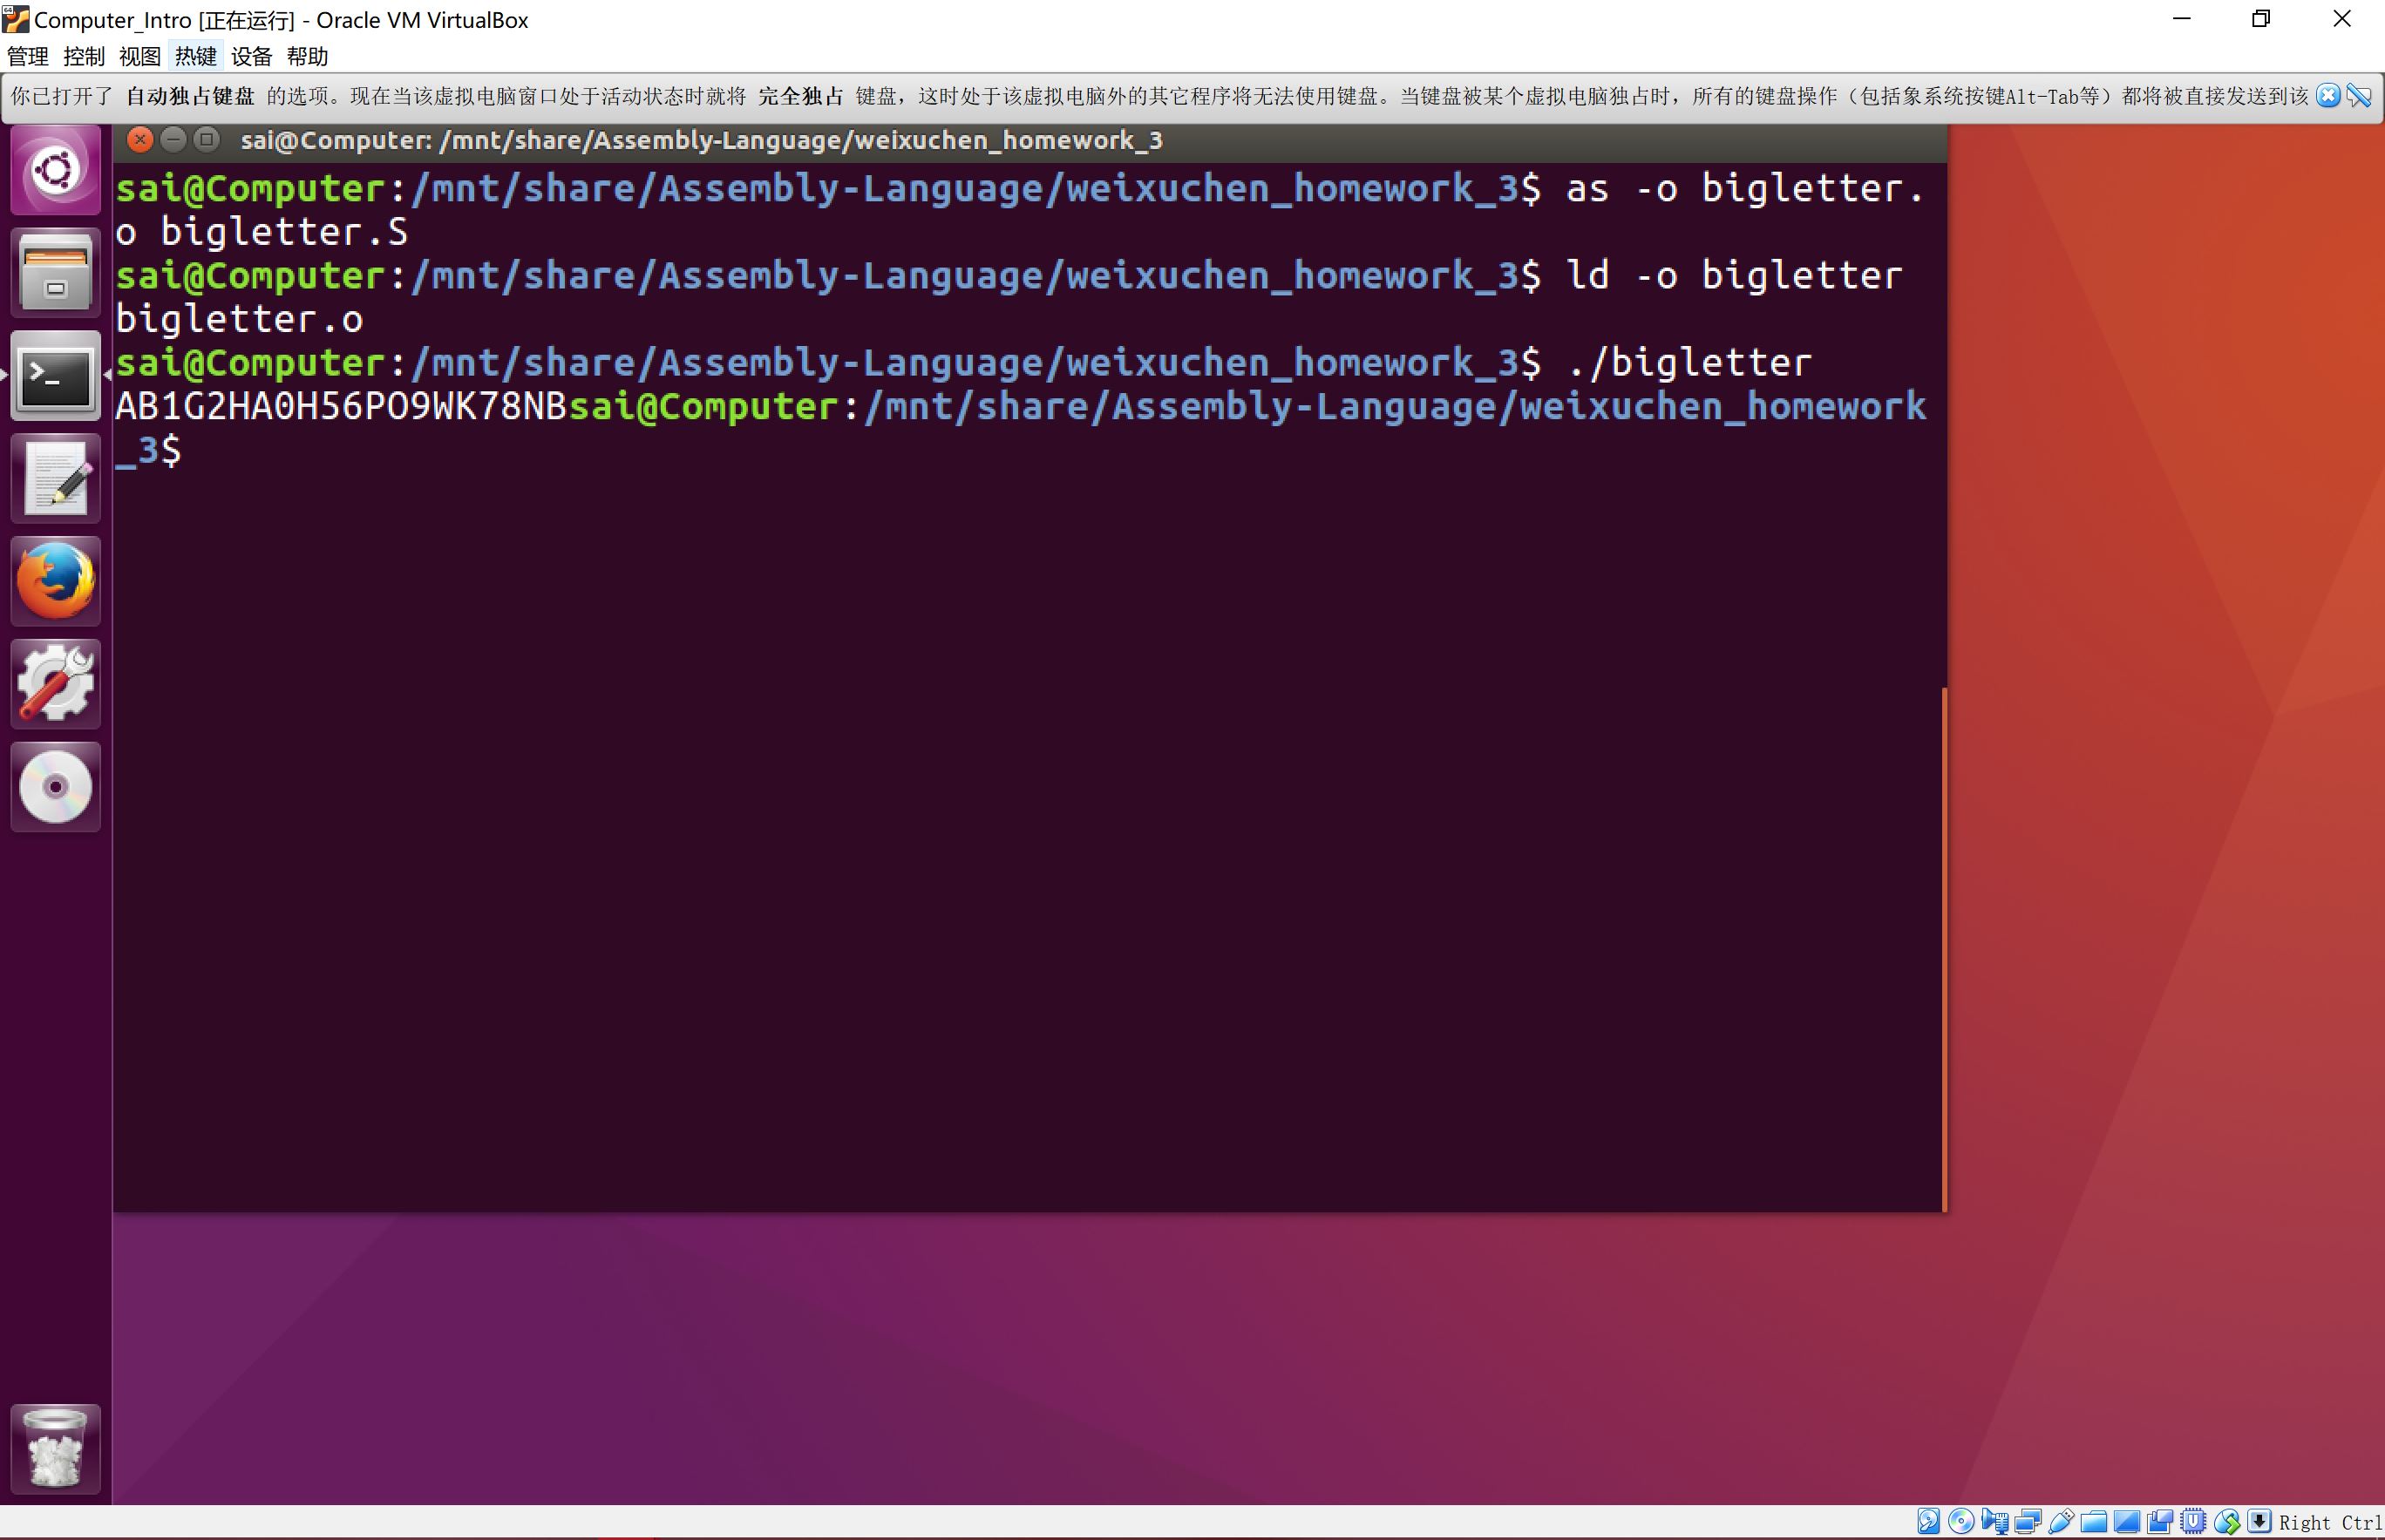 Computer_Intro [正在运行] - Oracle VM VirtualBox
管理 控制 视图 热键 设备 帮助
你已打开了 自动独占键盘 的选项。现在当该虚拟电脑窗口处于活动状态时就将 完全独占 键盘，这时处于该虚拟电脑外的其它程序将无法使用键盘。当键盘被某个虚拟电脑独占时，所有的键盘操作（包括象系统按键Alt-Tab等）都将被直接发送到该
sai@Computer: /mnt/share/Assembly-Language/weixuchen_homework_3
sai@Computer:/mnt/share/Assembly-Language/weixuchen_homework_3$ as -o bigletter.
o bigletter.S
sai@Computer:/mnt/share/Assembly-Language/weixuchen_homework_3$ ld -o bigletter
bigletter.o
sai@Computer:/mnt/share/Assembly-Language/weixuchen_homework_3$ ./bigletter
AB1G2HA0H56PO9WK78NBsai@Computer:/mnt/share/Assembly-Language/weixuchen_homework
_3$
Right Ctrl